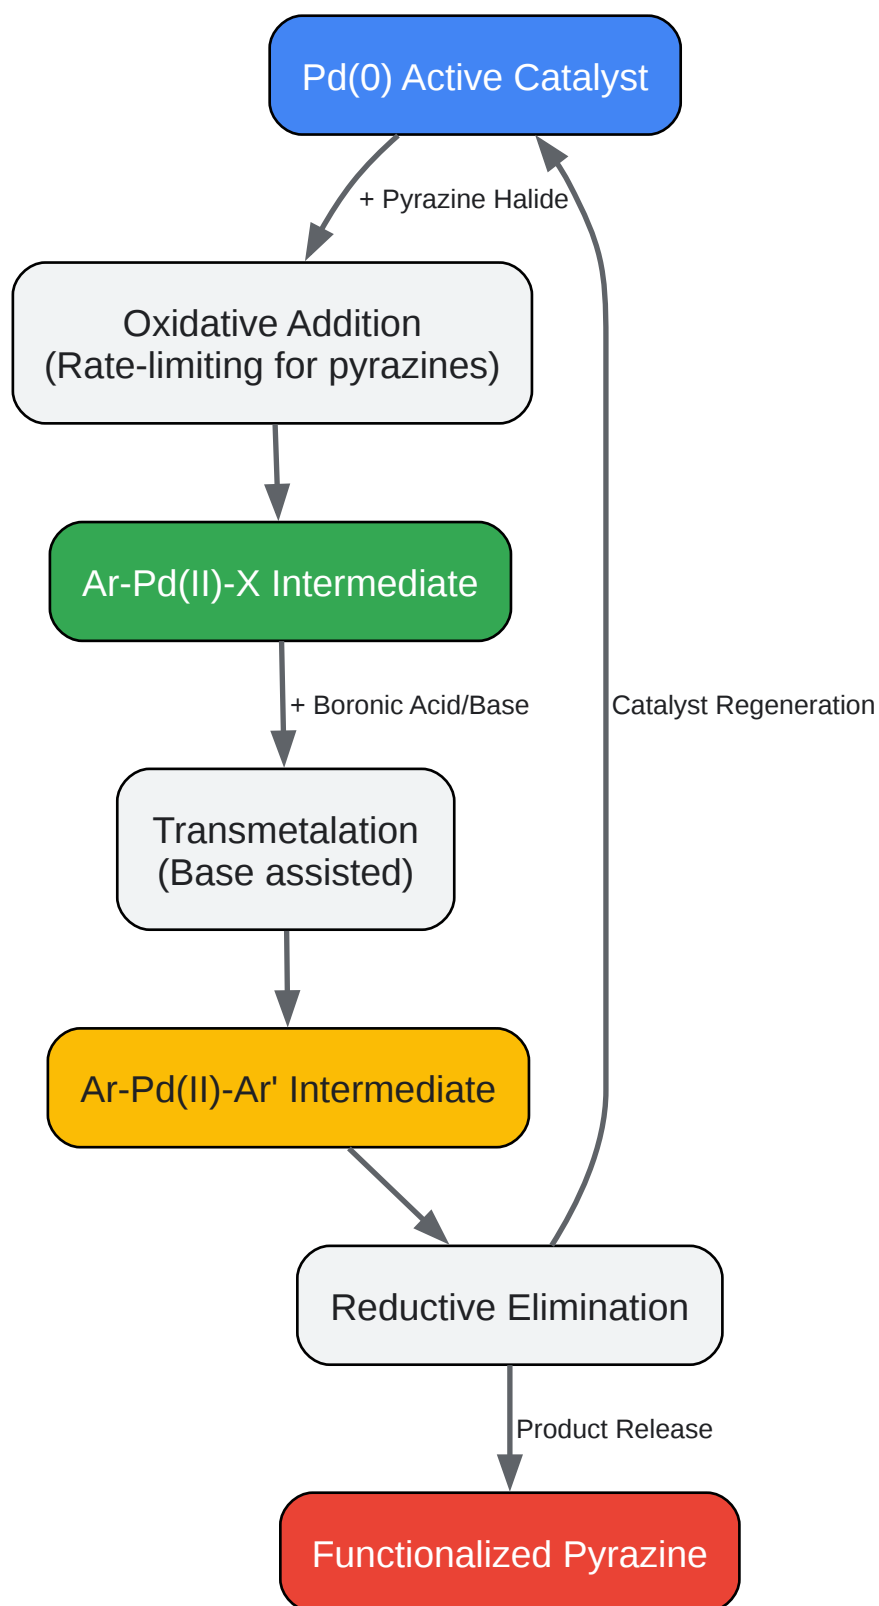 Pd(0) Active Catalyst
+ Pyrazine Halide
Oxidative Addition
(Rate-limiting for pyrazines)
Ar-Pd(II)-X Intermediate
+ Boronic Acid/Base
Catalyst Regeneration
Transmetalation
(Base assisted)
Ar-Pd(II)-Ar' Intermediate
Reductive Elimination
Product Release
Functionalized Pyrazine